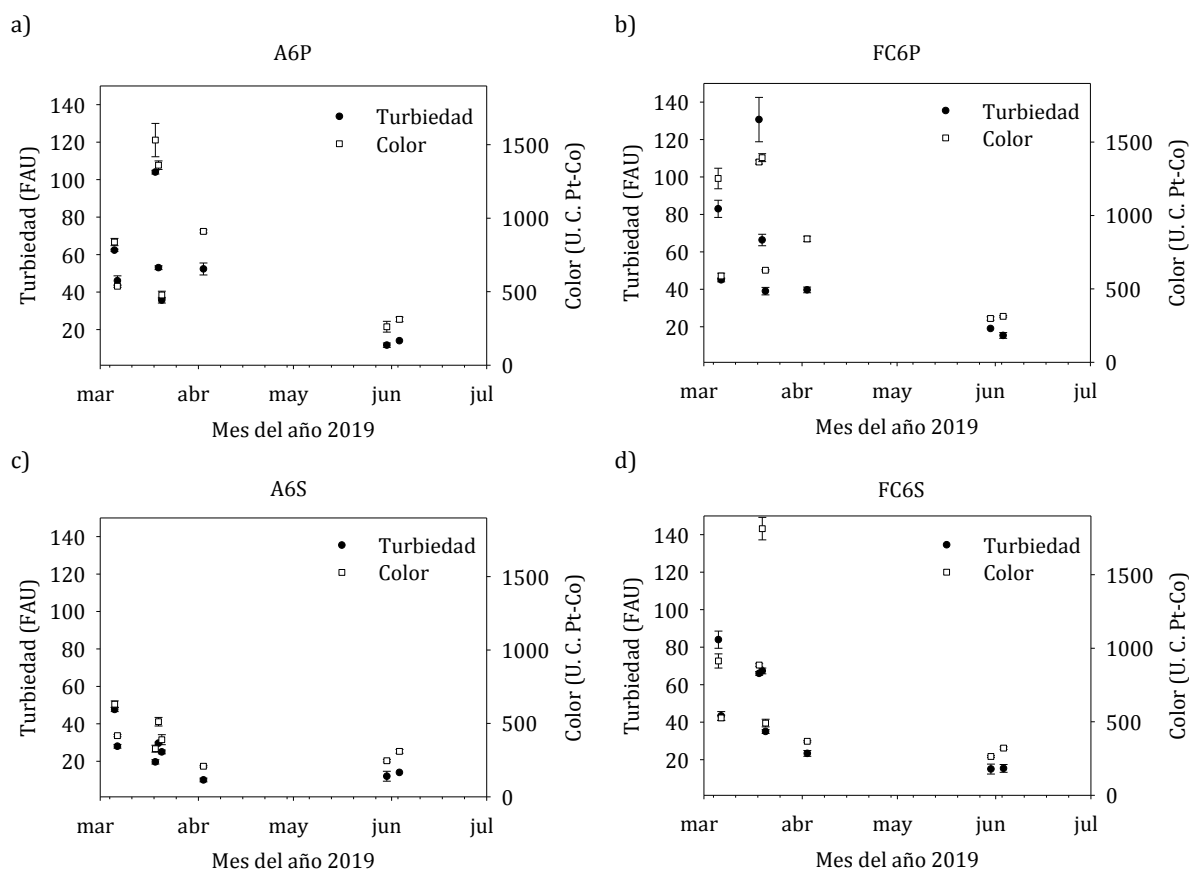 a)
A6P
Turbiedad (FAU)
140
120
100
80
60
40
20
Turbiedad
Color
1500
1000
500
0
Color (U. C. Pt-Co)
mar abr may jun jul
Mes del año 2019
b)
FC6P
Turbiedad (FAU)
140
120
100
80
60
40
20
Turbiedad
Color
1500
1000
500
0
Color (U. C. Pt-Co)
mar abr may jun jul
Mes del año 2019
c)
A6S
Turbiedad (FAU)
140
120
100
80
60
40
20
Turbiedad
Color
1500
1000
500
0
Color (U. C. Pt-Co)
mar abr may jun jul
Mes del año 2019
d)
FC6S
Turbiedad (FAU)
140
120
100
80
60
40
20
Turbiedad
Color
1500
1000
500
0
Color (U. C. Pt-Co)
mar abr may jun jul
Mes del año 2019